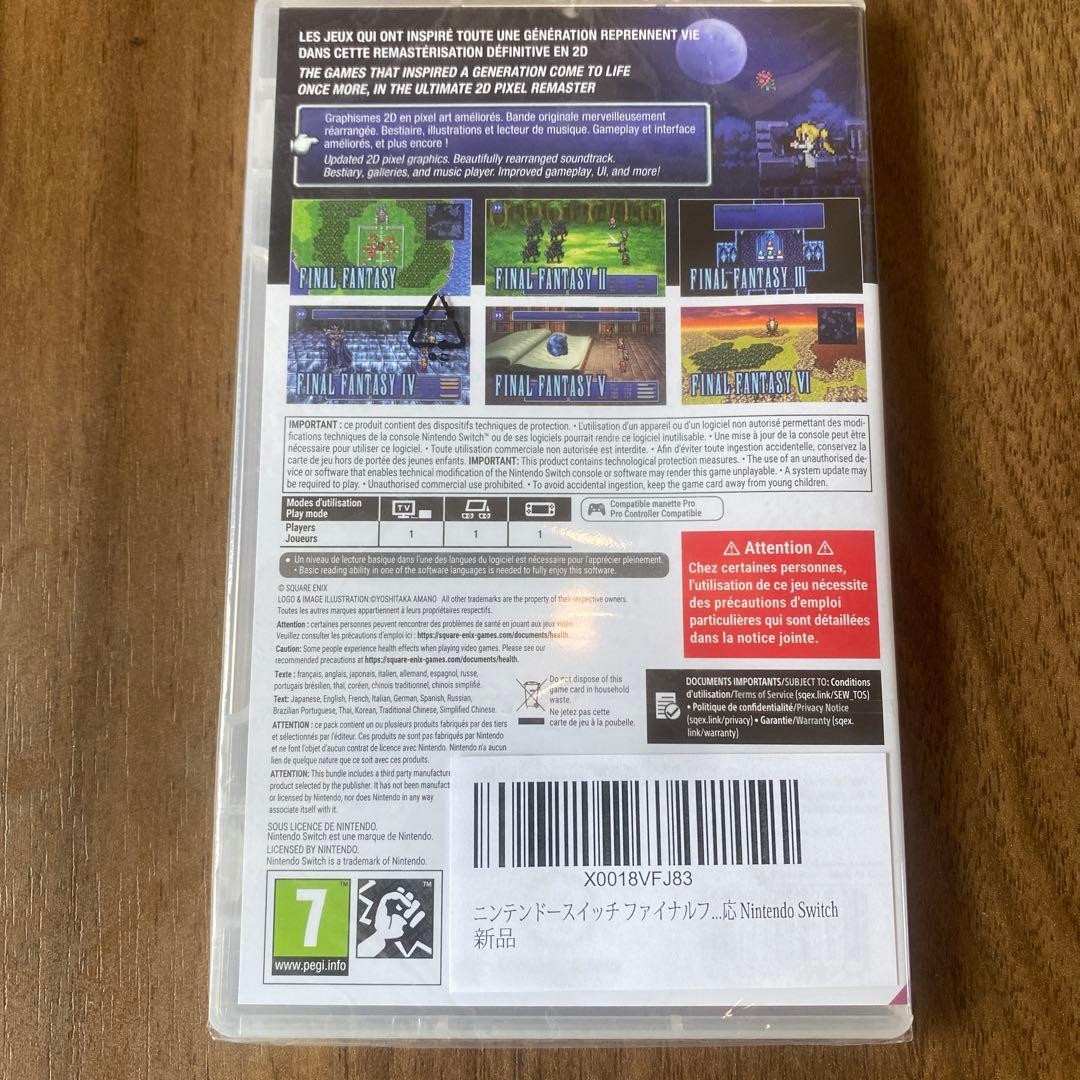 LES JEUX QUI ONT INSPIRÉ TOUTE UNE GÉNÉRATION REPRENNENT VIE
DANS CETTE REMASTÉRISATION DÉFINITIVE EN 2D
THE GAMES THAT INSPIRED A GENERATION COME TO LIFE
ONCE MORE, IN THE ULTIMATE 2D PIXEL REMASTER
Graphismes 2D en pixel art améliorés. Bande originale merveilleusement
réarrangée. Bestiaire, illustrations et lecteur de musique. Gameplay et interface
améliorés, et plus encore !
Updated 2D pixel graphics. Beautifully rearranged soundtrack.
Bestiary, galleries, and music player. Improved gameplay, UI, and more!
FINAL FANTASY
FINAL FANTASY II
FINAL FANTASY III
FINAL FANTASY IV
FINAL FANTASY V
FINAL FANTASY VI
IMPORTANT : ce produit contient des dispositifs techniques de protection. • L'utilisation d'un appareil ou d'un logiciel non autorisé permettant des modi-
fications techniques de la console Nintendo Switch™ ou de ses logiciels pourrait rendre ce logiciel inutilisable. • Une mise à jour de la console peut être
nécessaire pour utiliser ce logiciel. • Toute utilisation commerciale non autorisée est interdite. • Afin d'éviter toute ingestion accidentelle, conservez la
carte de jeu hors de portée des jeunes enfants. IMPORTANT: This product contains technological protection measures. • The use of an unauthorised de-
vice or software that enables technical modification of the Nintendo Switch console or software may render this game unplayable. • A system update may
be required to play. • Unauthorised commercial use prohibited. • To avoid accidental ingestion, keep the game card away from young children.
Modes d'utilisation
Play mode
TV
Compatible manette Pro
Pro Controller Compatible
Players
Joueurs
1 1 1
• Un niveau de lecture basique dans l'une des langues du logiciel est nécessaire pour l'apprécier pleinement.
• Basic reading ability in one of the software languages is needed to fully enjoy this software.
Attention
Chez certaines personnes,
l'utilisation de ce jeu nécessite
des précautions d'emploi
particulières qui sont détaillées
dans la notice jointe.
© SQUARE ENIX
LOGO & IMAGE ILLUSTRATION:©YOSHITAKA AMANO All other trademarks are the property of their respective owners.
Toutes les autres marques appartiennent à leurs propriétaires respectifs.
Attention : certaines personnes peuvent rencontrer des problèmes de santé en jouant aux jeux vidéo.
Veuillez consulter les précautions d'emploi ici : https://square-enix-games.com/documents/health.
Caution: Some people experience health effects when playing video games. Please see our
recommended precautions at https://square-enix-games.com/documents/health.
Texte : français, anglais, japonais, italien, allemand, espagnol, russe,
portugais brésilien, thaï, coréen, chinois traditionnel, chinois simplifié.
Text: Japanese, English, French, Italian, German, Spanish, Russian,
Brazilian Portuguese, Thai, Korean, Traditional Chinese, Simplified Chinese.
Do not dispose of this
game card in household
waste.
Ne jetez pas cette
carte de jeu à la poubelle.
DOCUMENTS IMPORTANTS/SUBJECT TO: Conditions
d'utilisation/Terms of Service (sqex.link/SEW_TOS)
• Politique de confidentialité/Privacy Notice
(sqex.link/privacy) • Garantie/Warranty (sqex.
link/warranty)
ATTENTION : ce pack contient un ou plusieurs produits fabriqués par des tiers
et sélectionnés par l'éditeur. Ces produits ne sont pas fabriqués par Nintendo
et ne font l'objet d'aucun contrat de licence avec Nintendo. Nintendo n'a aucun
lien de quelque nature que ce soit avec ces produits.
ATTENTION: This bundle includes a third party manufacture
product selected by the publisher. It has not been manufact
or licensed by Nintendo, nor does Nintendo in any way
associate itself with it.
SOUS LICENCE DE NINTENDO.
Nintendo Switch est une marque de Nintendo.
LICENSED BY NINTENDO.
Nintendo Switch is a trademark of Nintendo.
7
www.pegi.info
X0018VFJ83
ニンテンドースイッチ ファイナルフ...応 Nintendo Switch
新品